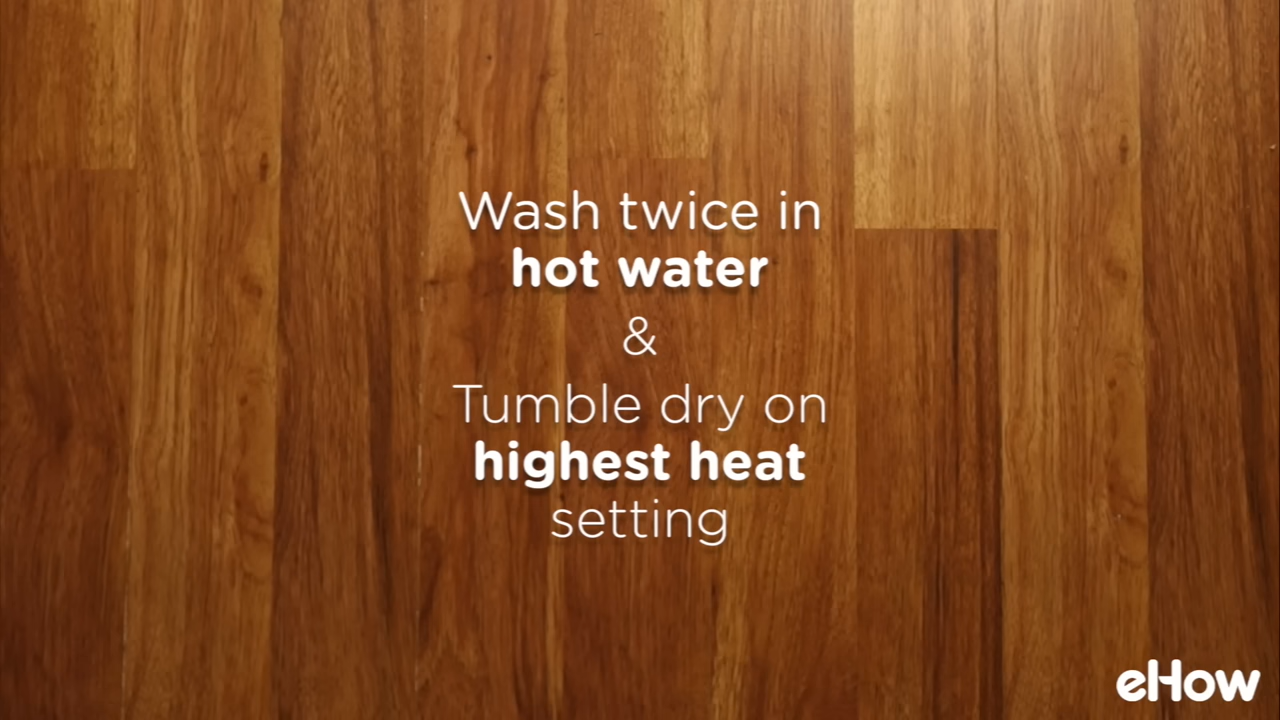 Wash twice in
hot water
&
Tumble dry on
highest heat
setting
eHow